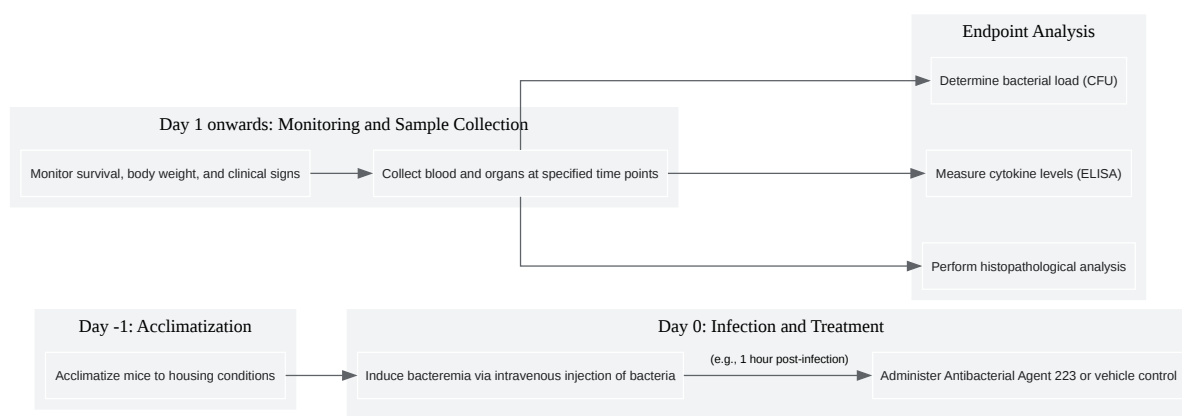 Endpoint Analysis
Determine bacterial load (CFU)
Day 1 onwards: Monitoring and Sample Collection
Monitor survival, body weight, and clinical signs
Collect blood and organs at specified time points
Measure cytokine levels (ELISA)
Perform histopathological analysis
Day -1: Acclimatization
Acclimatize mice to housing conditions
Day 0: Infection and Treatment
Induce bacteremia via intravenous injection of bacteria
(e.g., 1 hour post-infection)
Administer Antibacterial Agent 223 or vehicle control